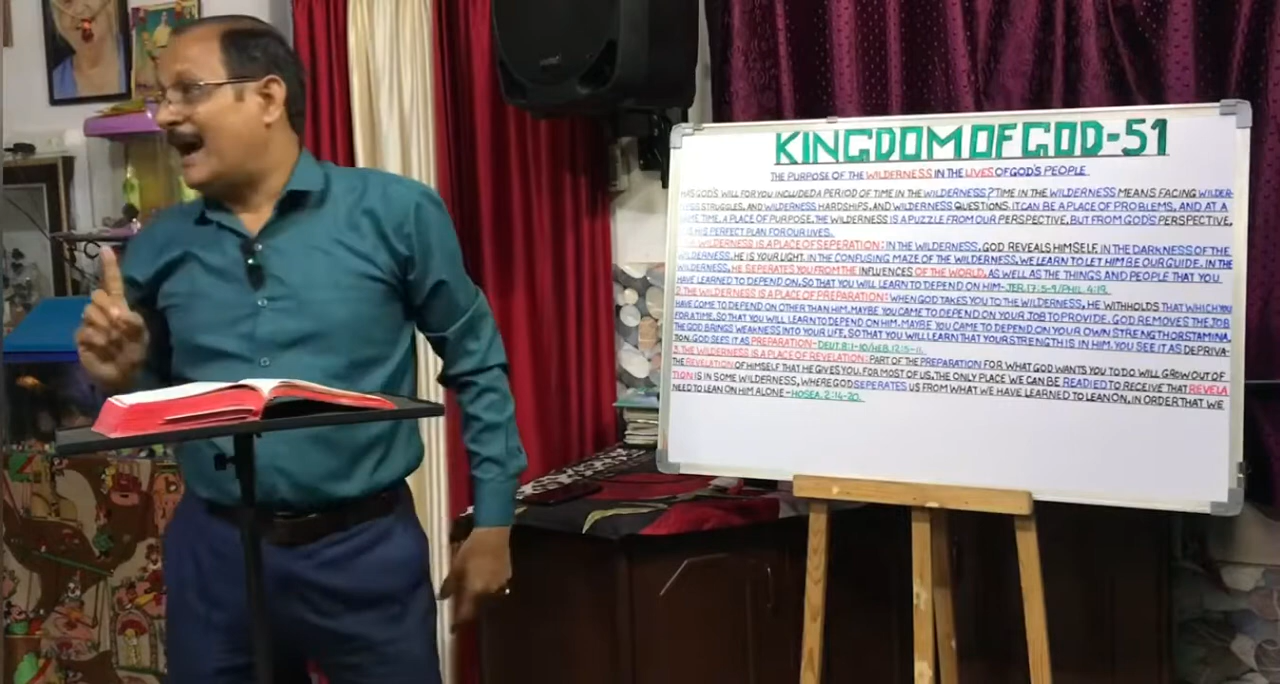 KINGDOM OF GOD-51
THE PURPOSE OF THE WILDERNESS IN THE LIVES OF GOD'S PEOPLE
HAS GOD'S WILL FOR YOU INCLUDED A PERIOD OF TIME IN THE WILDERNESS? TIME IN THE WILDERNESS MEANS FACING WILDER-
STRUGGLES, AND WILDERNESS HARDSHIPS, AND WILDERNESS QUESTIONS. IT CAN BE A PLACE OF PROBLEMS, AND AT A
TIME, A PLACE OF PURPOSE. THE WILDERNESS IS A PUZZLE FROM OUR PERSPECTIVE, BUT FROM GOD'S PERSPECTIVE,
HIS PERFECT PLAN FOR OUR LIVES.
WILDERNESS IS A PLACE OF SEPERATION: IN THE WILDERNESS, GOD REVEALS HIMSELF, IN THE DARKNESS OF THE
WILDERNESS, HE IS YOUR LIGHT. IN THE CONFUSING MAZE OF THE WILDERNESS, WE LEARN TO LET HIM BE OUR GUIDE. IN THE
WILDERNESS, HE SEPERATES YOU FROM THE INFLUENCES OF THE WORLD, AS WELL AS THE THINGS AND PEOPLE THAT YOU
HAVE LEARNED TO DEPEND ON, SO THAT YOU WILL LEARN TO DEPEND ON HIM- JER.17:5-9/PHIL.4:19.
2. THE WILDERNESS IS A PLACE OF PREPARATION: WHEN GOD TAKES YOU TO THE WILDERNESS, HE WITHHOLDS THAT WHICH YOU
HAVE COME TO DEPEND ON OTHER THAN HIM. MAYBE YOU CAME TO DEPEND ON YOUR JOB TO PROVIDE. GOD REMOVES THE JOB
FOR A TIME, SO THAT YOU WILL LEARN TO DEPEND ON HIM. MAYBE YOU CAME TO DEPEND ON YOUR OWN STRENGTH OR STAMINA.
THE GOD BRINGS WEAKNESS INTO YOUR LIFE, SO THAT YOU WILL LEARN THAT YOUR STRENGTH IS IN HIM. YOU SEE IT AS DEPRIVA-
TION. GOD SEES IT AS PREPARATION- DEUT.8:1-10/HEB.12:5-11.
3. THE WILDERNESS IS A PLACE OF REVELATION: PART OF THE PREPARATION FOR WHAT GOD WANTS YOU TO DO WILL GROW OUT OF
THE REVELATION OF HIMSELF THAT HE GIVES YOU. FOR MOST OF US, THE ONLY PLACE WE CAN BE READIED TO RECEIVE THAT REVELA
TION IS IN SOME WILDERNESS, WHERE GOD SEPERATES US FROM WHAT WE HAVE LEARNED TO LEAN ON, IN ORDER THAT WE
NEED TO LEAN ON HIM ALONE- HOSEA.2:14-20.